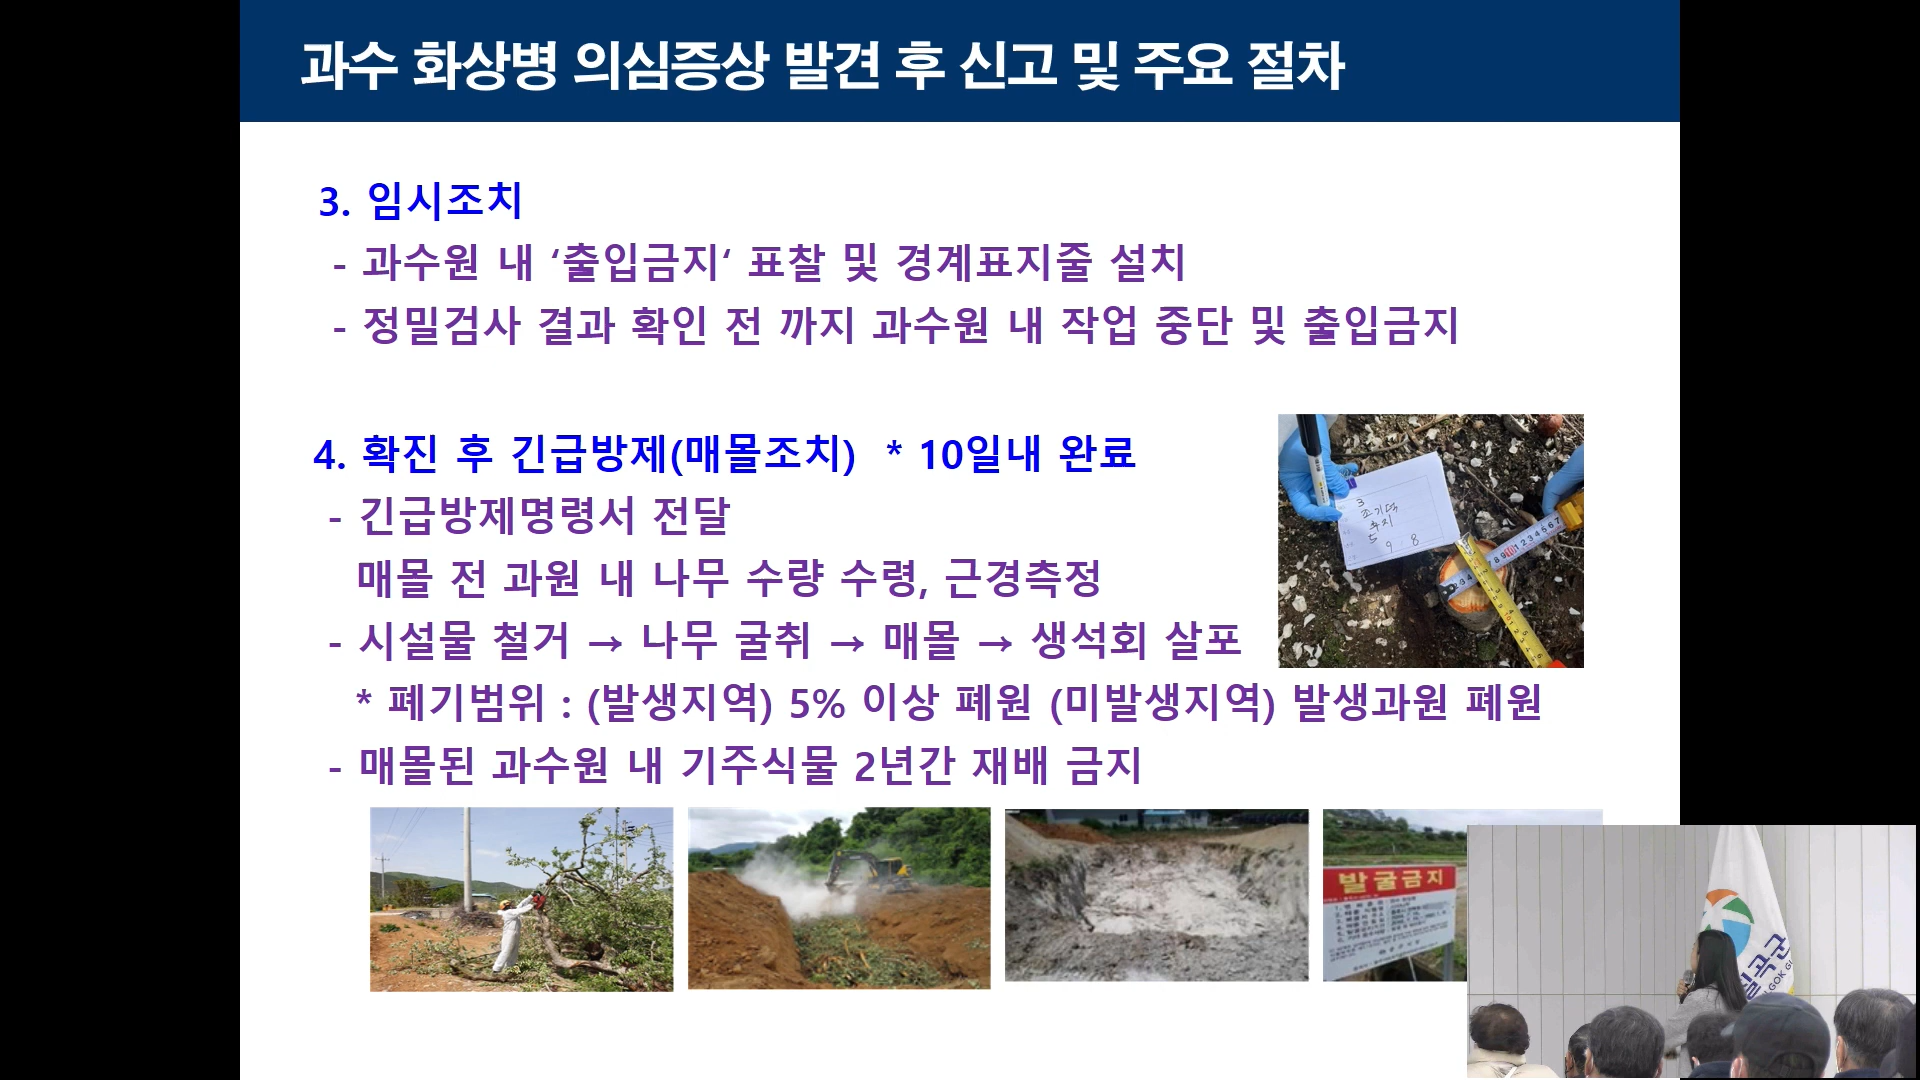 과수 화상병 의심증상 발견 후 신고 및 주요 절차
3. 임시조치
- 과수원 내 ‘출입금지‘ 표찰 및 경계표지줄 설치
- 정밀검사 결과 확인 전 까지 과수원 내 작업 중단 및 출입금지
4. 확진 후 긴급방제(매몰조치) * 10일내 완료
- 긴급방제명령서 전달
매몰 전 과원 내 나무 수량 수령, 근경측정
- 시설물 철거 → 나무 굴취 → 매몰 → 생석회 살포
* 폐기범위 : (발생지역) 5% 이상 폐원 (미발생지역) 발생과원 폐원
- 매몰된 과수원 내 기주식물 2년간 재배 금지
3
후지
5 9 8
발굴금지
칠곡군